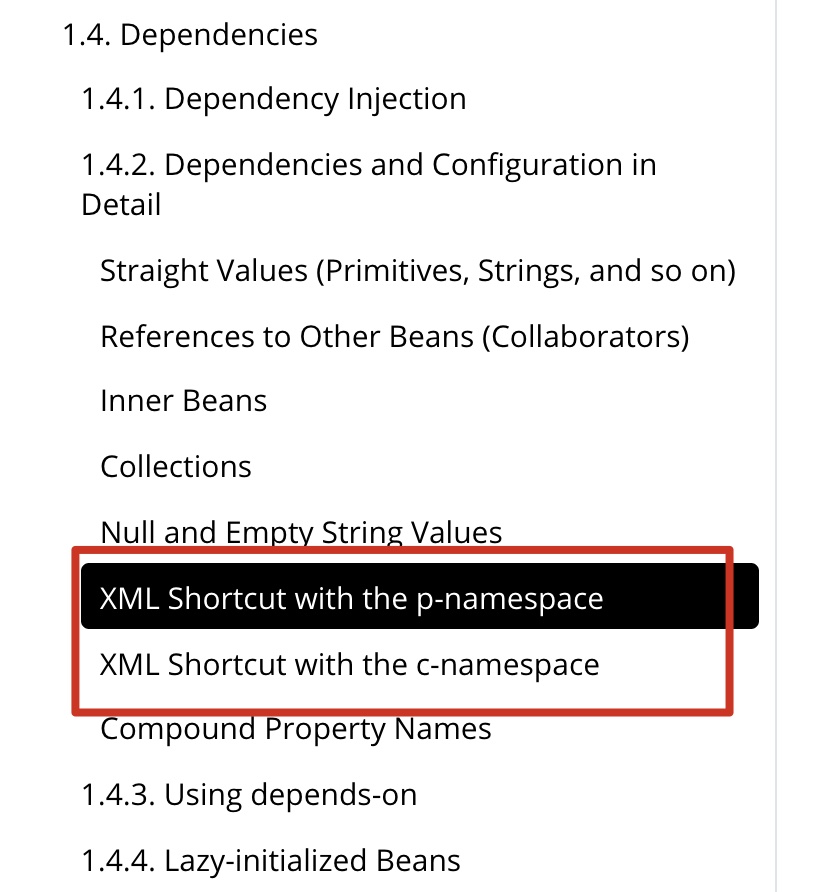 1.4. Dependencies
1.4.1. Dependency Injection
1.4.2. Dependencies and Configuration in
Detail
Straight Values (Primitives, Strings, and so on)
References to Other Beans (Collaborators)
Inner Beans
Collections
Null and Empty String Values
XML Shortcut with the p-namespace
XML Shortcut with the c-namespace
Compound Property Names
1.4.3. Using depends-on
1.4.4. Lazy-initialized Beans